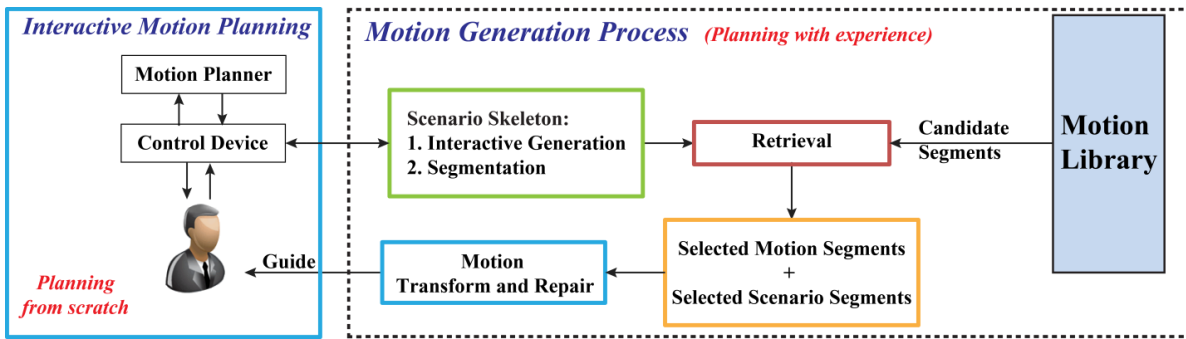 Interactive Motion Planning
Motion Planner
Control Device
Planning
from scratch
Motion Generation Process (Planning with experience)
Scenario Skeleton:
1. Interactive Generation
2. Segmentation
Retrieval
Candidate
Segments
Motion
Library
Selected Motion Segments
+
Selected Scenario Segments
Motion
Transform and Repair
Guide